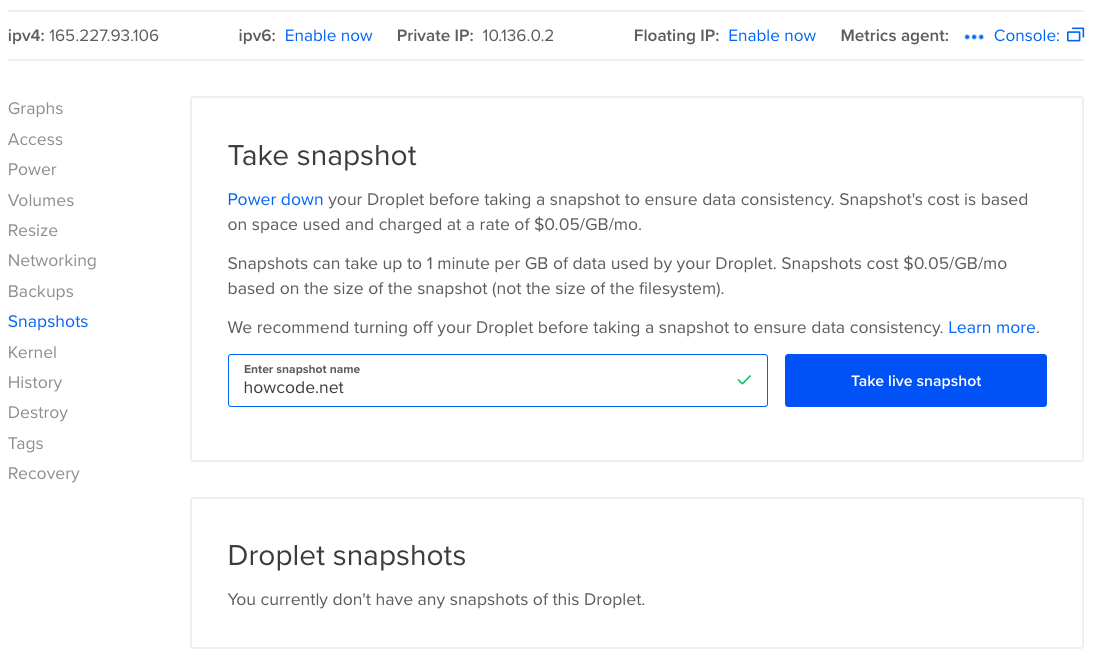 ipv4: 165.227.93.106 ipv6: Enable now Private IP: 10.136.0.2 Floating IP: Enable now Metrics agent: ••• Console:
Graphs
Access
Power
Volumes
Resize
Networking
Backups
Snapshots
Kernel
History
Destroy
Tags
Recovery
Take snapshot
Power down your Droplet before taking a snapshot to ensure data consistency. Snapshot's cost is based
on space used and charged at a rate of $0.05/GB/mo.
Snapshots can take up to 1 minute per GB of data used by your Droplet. Snapshots cost $0.05/GB/mo
based on the size of the snapshot (not the size of the filesystem).
We recommend turning off your Droplet before taking a snapshot to ensure data consistency. Learn more.
Enter snapshot name
howcode.net
Take live snapshot
Droplet snapshots
You currently don't have any snapshots of this Droplet.